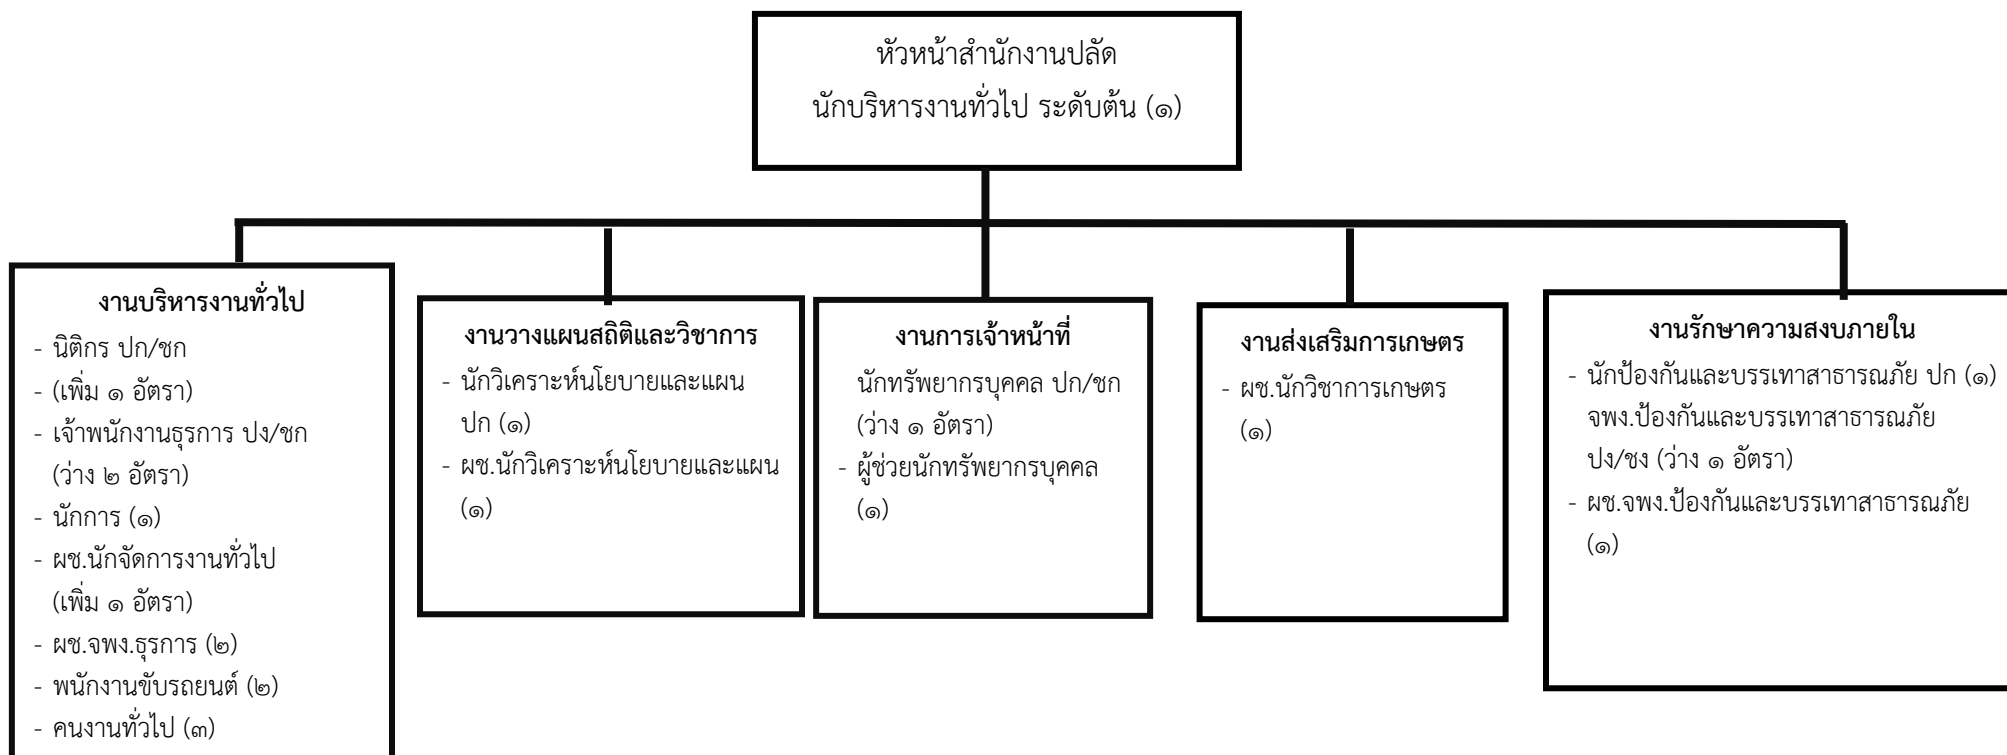 หัวหน้าสำนักงานปลัด
นักบริหารงานทั่วไป ระดับต้น (๑)
งานบริหารงานทั่วไป
- นิติกร ปก/ชก
- (เพิ่ม ๑ อัตรา)
- เจ้าพนักงานธุรการ ปง/ชก
(ว่าง ๒ อัตรา)
- นักการ (๑)
- ผช.นักจัดการงานทั่วไป
(เพิ่ม ๑ อัตรา)
- ผช.จพง.ธุรการ (๒)
- พนักงานขับรถยนต์ (๒)
- คนงานทั่วไป (๓)
งานวางแผนสถิติและวิชาการ
- นักวิเคราะห์นโยบายและแผน
ปก (๑)
- ผช.นักวิเคราะห์นโยบายและแผน
(๑)
งานการเจ้าหน้าที่
นักทรัพยากรบุคคล ปก/ชก
(ว่าง ๑ อัตรา)
- ผู้ช่วยนักทรัพยากรบุคคล
(๑)
งานส่งเสริมการเกษตร
- ผช.นักวิชาการเกษตร
(๑)
งานรักษาความสงบภายใน
- นักป้องกันและบรรเทาสาธารณภัย ปก (๑)
จพง.ป้องกันและบรรเทาสาธารณภัย
ปง/ชง (ว่าง ๑ อัตรา)
- ผช.จพง.ป้องกันและบรรเทาสาธารณภัย
(๑)